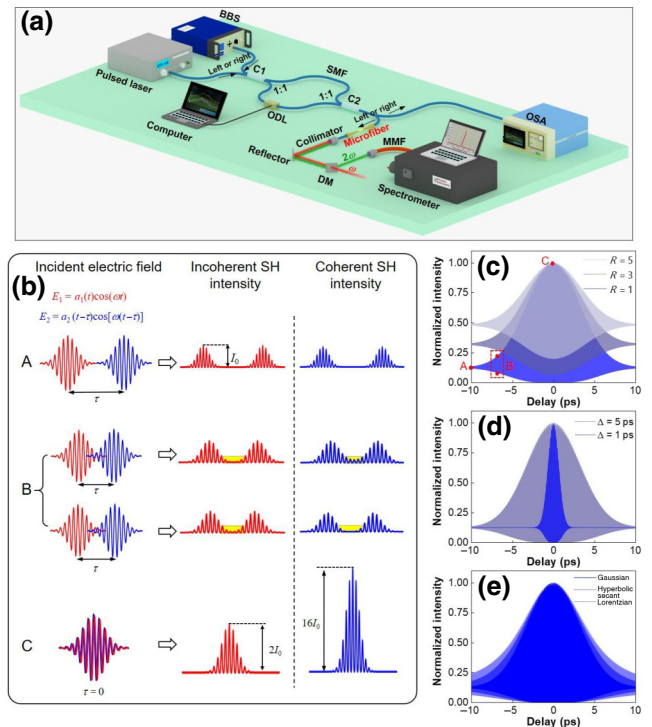 (a)
BBS
Pulsed laser
Left or right
C1
SMF
1:1
1:1
C2
Left or right
ODL
Computer
Collimator
Microfiber
Reflector
2ω
MMF
DM
ω
Spectrometer
OSA
(b)
Incident electric field
Incoherent SH intensity
Coherent SH intensity
E₁ = a₁(t)cos(ωt)
E₂ = a₂(t−τ)cos[ω(t−τ)]
A
τ
I₀
B
τ
τ
C
τ = 0
2I₀
16I₀
(c)
Normalized intensity
1.00
0.75
0.50
0.25
0.00
−10 −5 0 5 10
Delay (ps)
C
A
B
R = 5
R = 3
R = 1
(d)
Normalized intensity
1.00
0.75
0.50
0.25
0.00
−10 −5 0 5 10
Delay (ps)
Δ = 5 ps
Δ = 1 ps
(e)
Normalized intensity
1.00
0.75
0.50
0.25
0.00
−10 −5 0 5 10
Delay (ps)
Gaussian
Hyperbolic
secant
Lorentzian